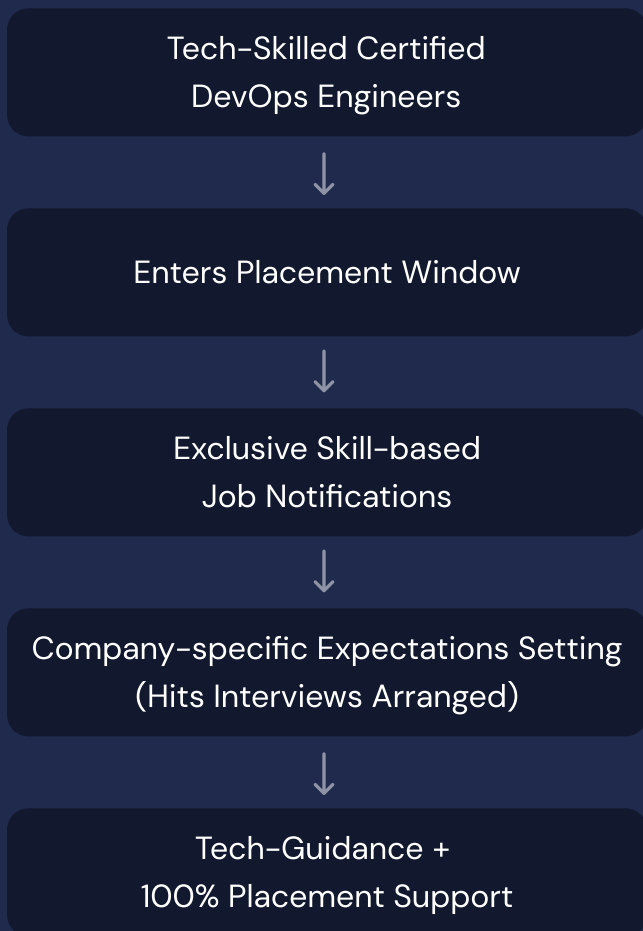 Tech-Skilled Certified
DevOps Engineers
Enters Placement Window
Exclusive Skill-based
Job Notifications
Company-specific Expectations Setting
(Hits Interviews Arranged)
Tech-Guidance +
100% Placement Support